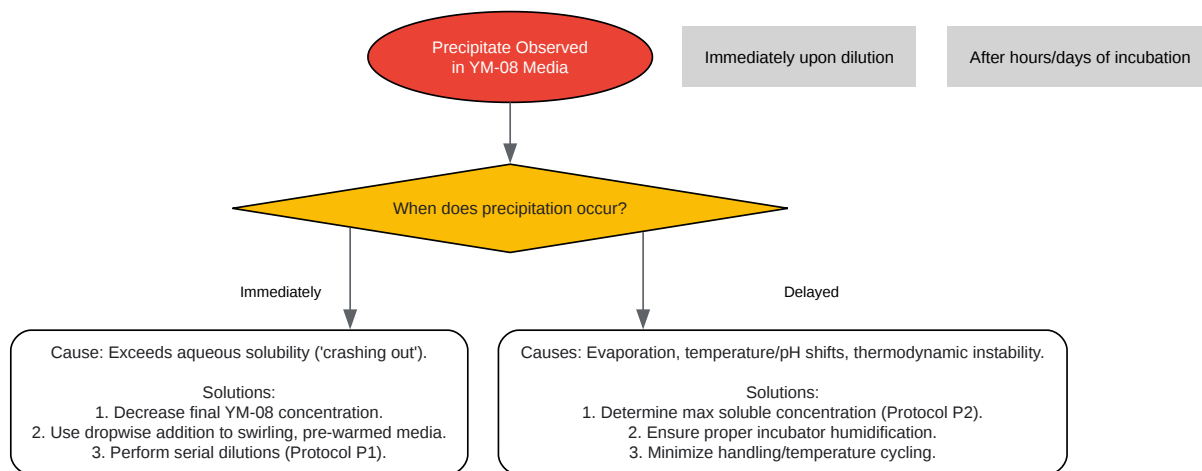 Precipitate Observed
in YM-08 Media
Immediately upon dilution
After hours/days of incubation
When does precipitation occur?
Immediately
Delayed
Cause: Exceeds aqueous solubility ('crashing out').
Solutions:
1. Decrease final YM-08 concentration.
2. Use dropwise addition to swirling, pre-warmed media.
3. Perform serial dilutions (Protocol P1).
Causes: Evaporation, temperature/pH shifts, thermodynamic instability.
Solutions:
1. Determine max soluble concentration (Protocol P2).
2. Ensure proper incubator humidification.
3. Minimize handling/temperature cycling.